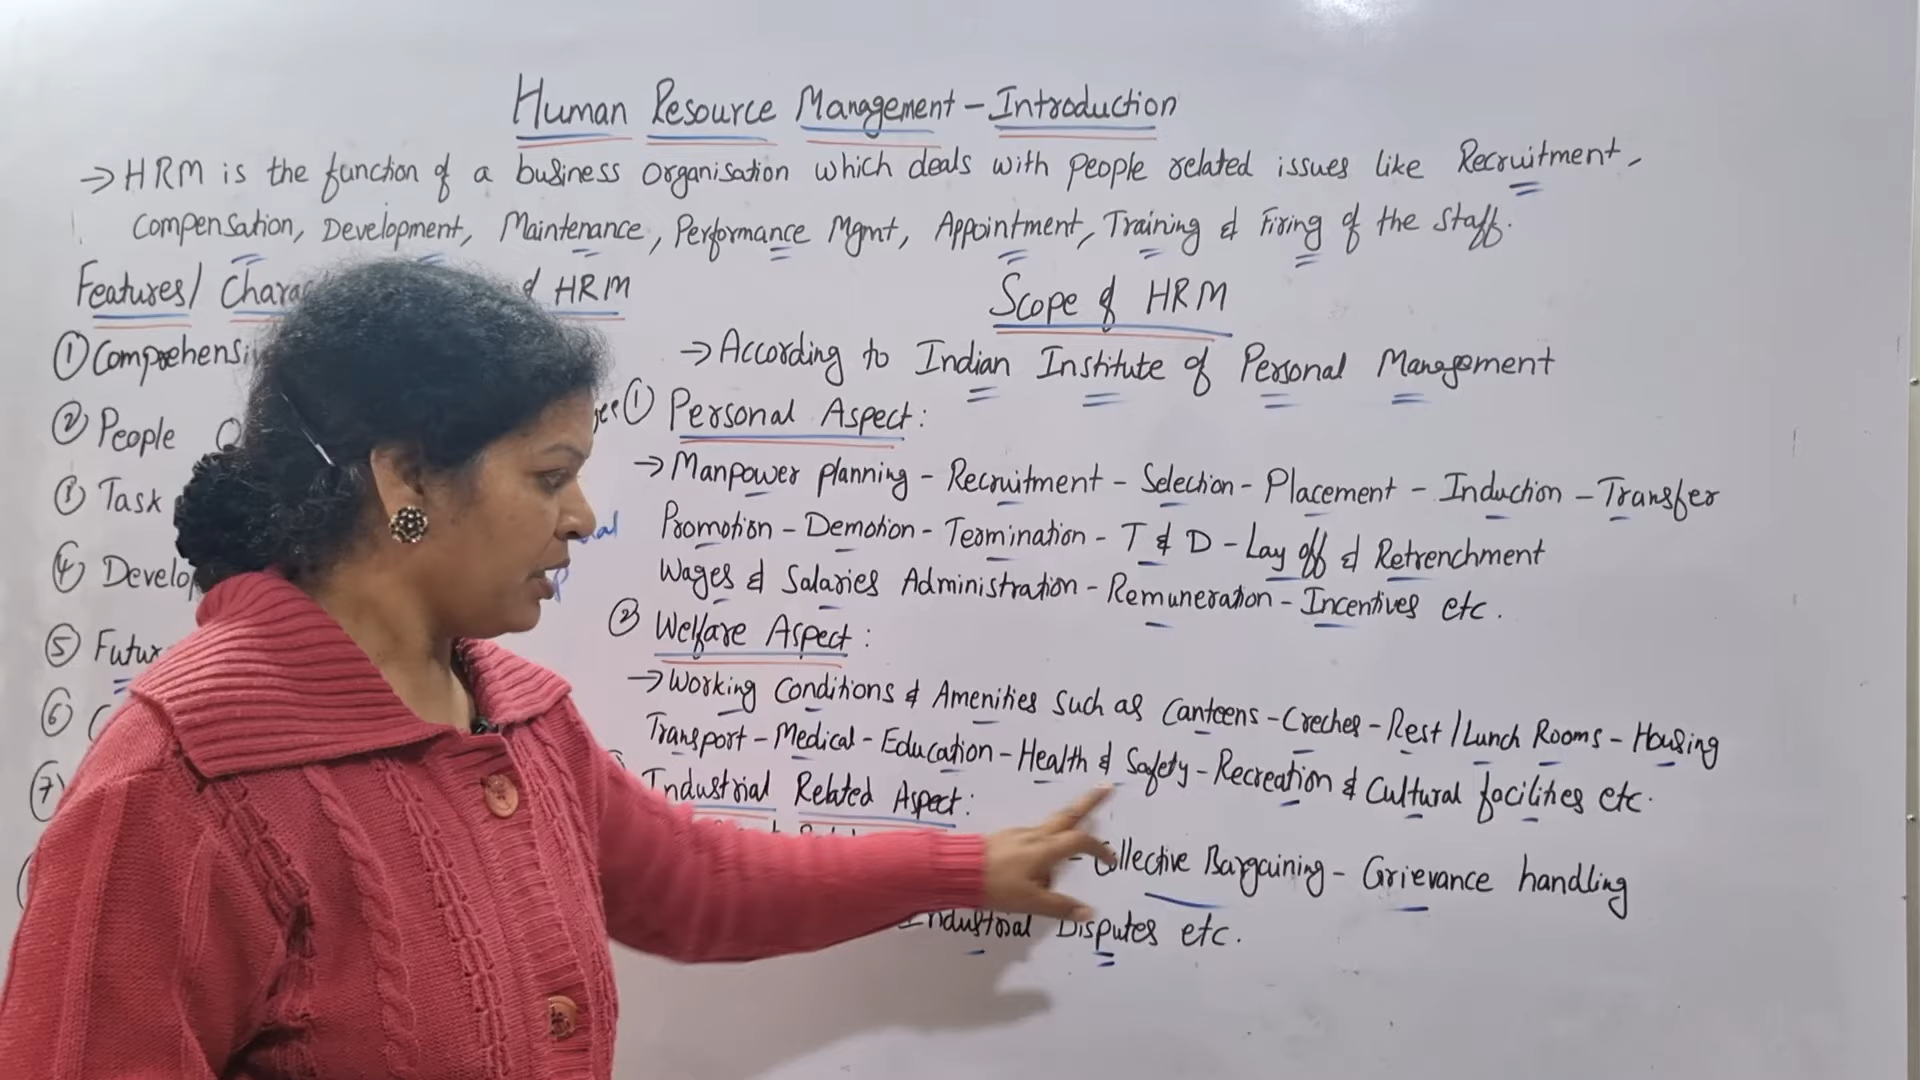 Human Resource Management - Introduction
→ HRM is the function of a business organisation which deals with people related issues like Recruitment,
Compensation, Development, Maintenance, Performance Mgmt, Appointment, Training & Firing of the staff.
Features/ HRM
① Comprehensi
② People
③ Task
④ Develop
⑤ Futur
⑥
⑦
Scope of HRM
→ According to Indian Institute of Personal Management
① Personal Aspect:
→ Manpower planning - Recruitment - Selection - Placement - Induction - Transfer
Promotion - Demotion - Termination - T & D - Lay off & Retrenchment
Wages & Salaries Administration - Remuneration - Incentives etc.
② Welfare Aspect:
→ Working Conditions & Amenities such as Canteens - Creches - Rest / Lunch Rooms - Housing
Transport - Medical - Education - Health & Safety - Recreation & Cultural facilities etc.
Industrial Related Aspect:
- Collective Bargaining - Grievance handling
Industrial Disputes etc.